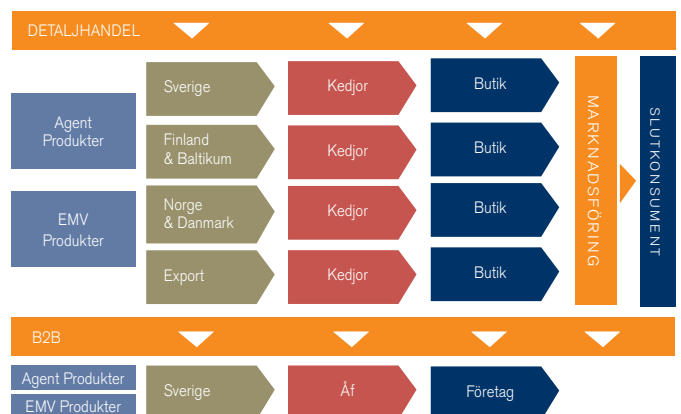 DETALJHANDEL
Agent
Produkter
EMV
Produkter
Sverige
Kedjor
Butik
Finland
& Baltikum
Kedjor
Butik
Norge
& Danmark
Kedjor
Butik
Export
Kedjor
Butik
MARKNADSFÖRING
SLUTKONSUMENT
B2B
Agent Produkter
EMV Produkter
Sverige
Åf
Företag